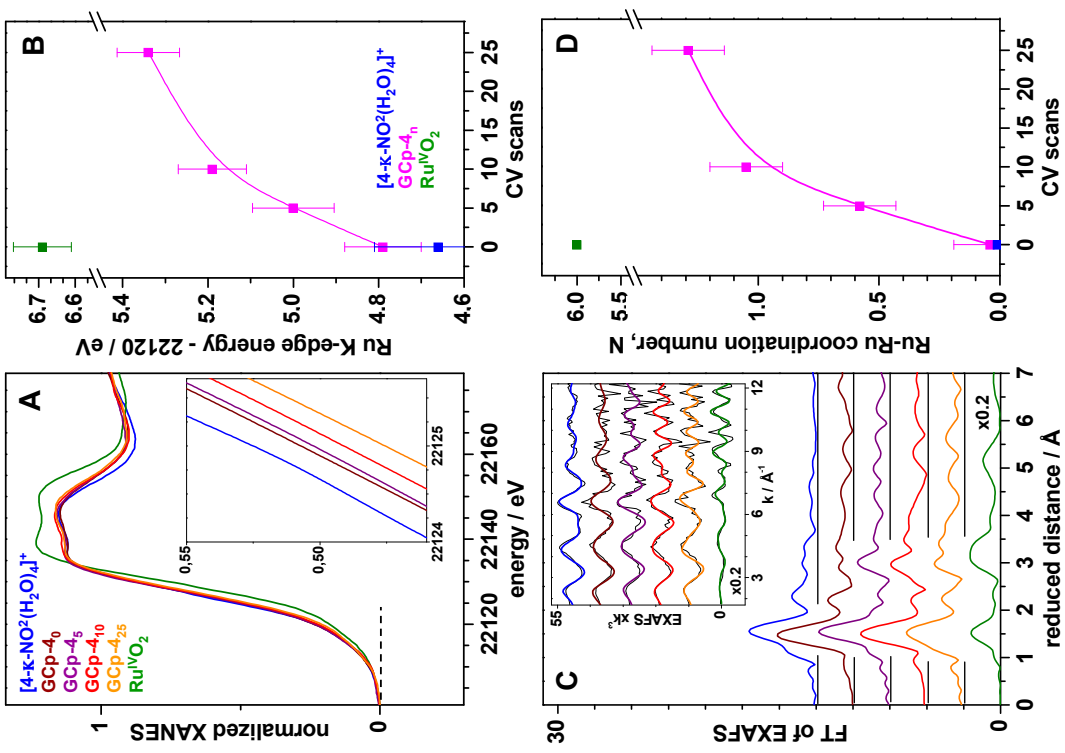 A
[4-κ-NO²(H₂O)₄]⁺
GCp-4₀
GCp-4₅
GCp-4₁₀
GCp-4₂₅
RuᴵⱽO₂
normalized XANES
1
0
22120
22140
22160
energy / eV
0,55
0,50
22124
22125
B
Ru K-edge energy - 22120 / eV
6.7
6.6
5.4
5.2
5.0
4.8
4.6
0
5
10
15
20
25
CV scans
[4-κ-NO²(H₂O)₄]⁺
GCp-4ₙ
RuᴵⱽO₂
C
FT of EXAFS
30
0
0
1
2
3
4
5
6
7
reduced distance / Å
x0.2
EXAFS xk³
55
0
x0.2
3
6
9
12
k / Å⁻¹
D
Ru-Ru coordination number, N
6.0
5.5
1.0
0.5
0.0
0
5
10
15
20
25
CV scans